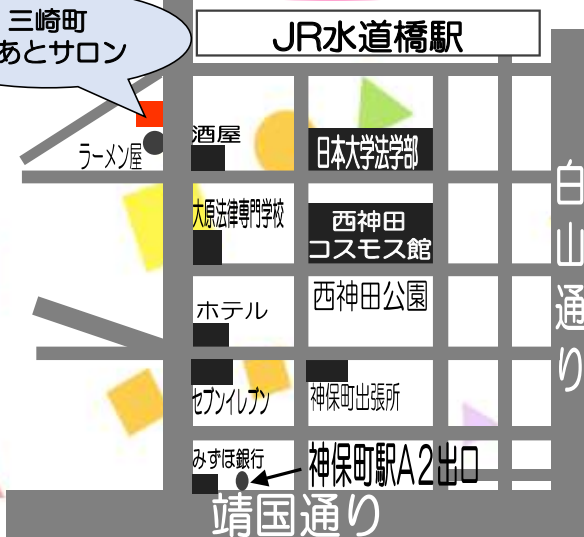 三崎町
あとサロン
JR水道橋駅
ラーメン屋
酒屋
日本大学法学部
大原法律専門学校
西神田
コスモス館
西神田公園
ホテル
白山通り
セブンイレブン
神保町出張所
みずほ銀行
神保町駅A2出口
靖国通り